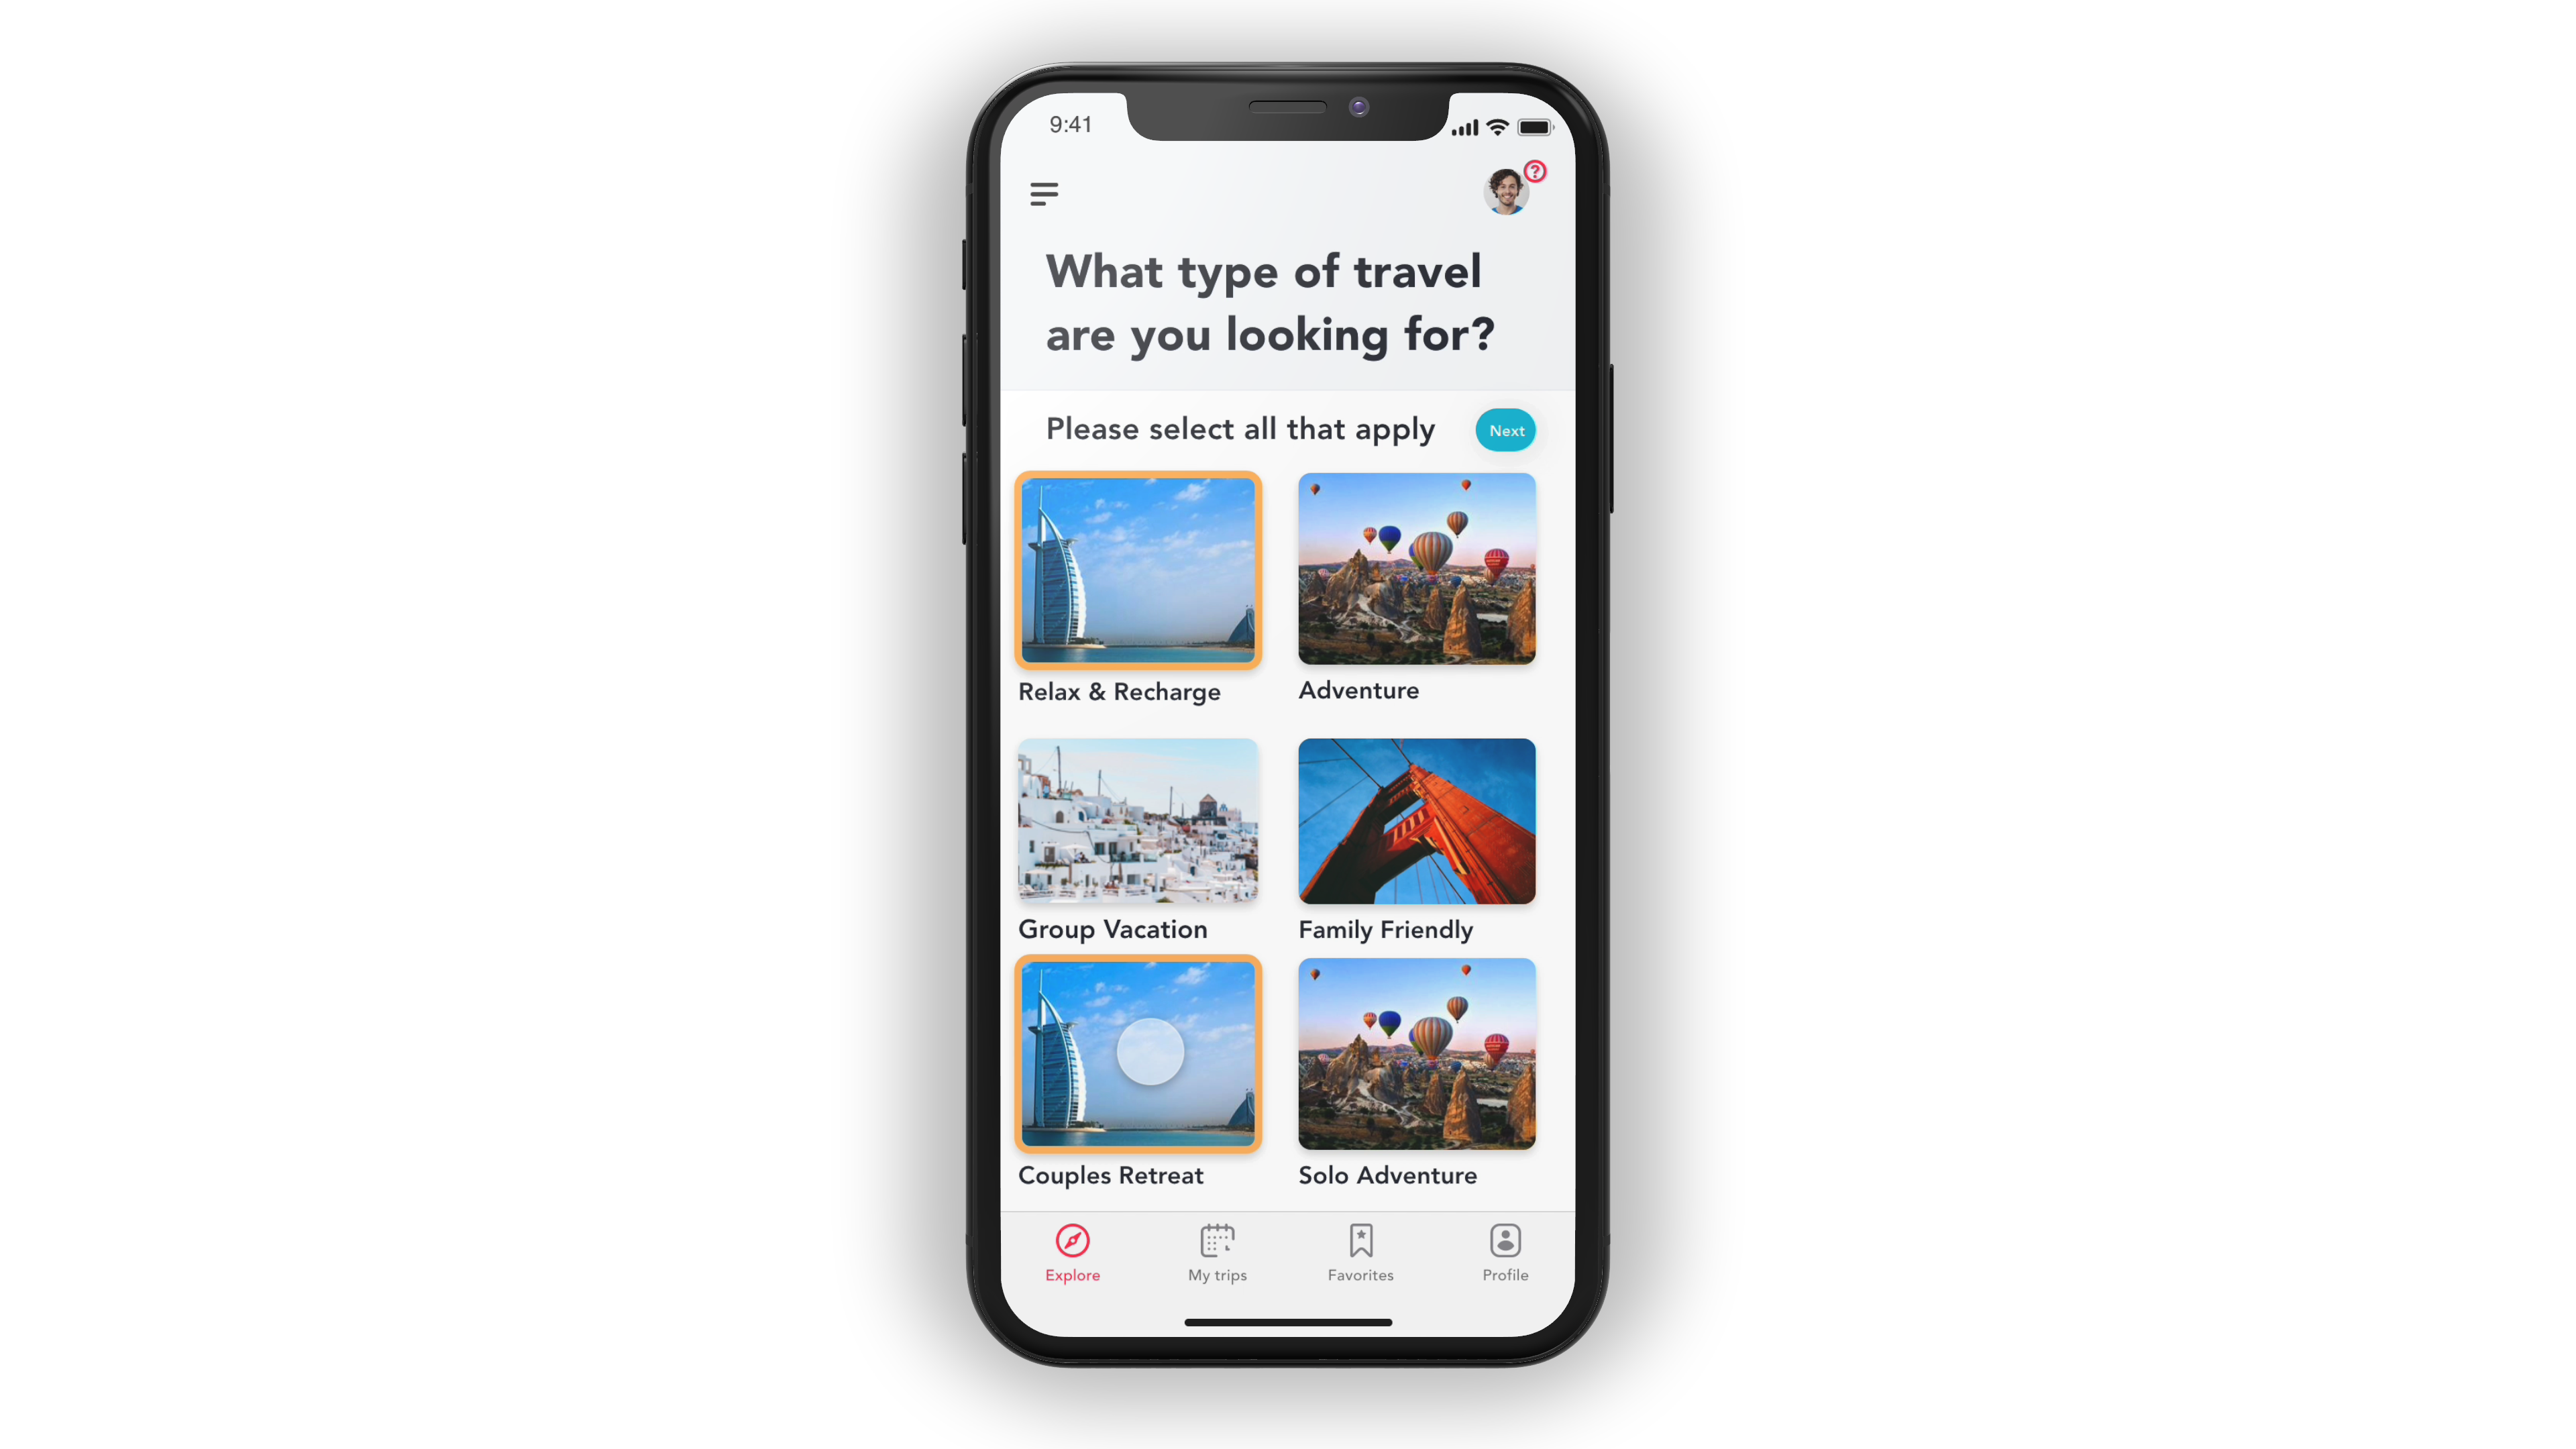 9:41
?
What type of travel
are you looking for?
Please select all that apply
Next
Relax & Recharge
Adventure
Group Vacation
Family Friendly
Couples Retreat
Solo Adventure
Explore
My trips
Favorites
Profile